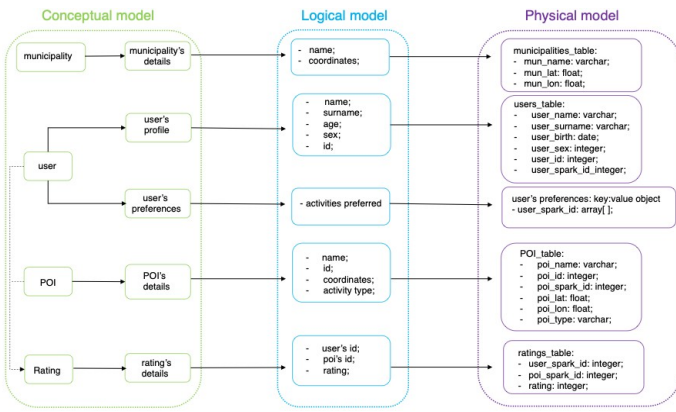 Conceptual model
Logical model
Physical model
municipality
municipality's
details
- name;
- coordinates;
municipalities_table:
- mun_name: varchar;
- mun_lat: float;
- mun_lon: float;
user
user's
profile
- name;
- surname;
- age;
- sex;
- id;
users_table:
- user_name: varchar;
- user_surname: varchar;
- user_birth: date;
- user_sex: integer;
- user_id: integer;
- user_spark_id_integer;
user's
preferences
- activities preferred
user's preferences: key:value object
- user_spark_id: array[ ];
POI
POI's
details
- name;
- id;
- coordinates;
- activity type;
POI_table:
- poi_name: varchar;
- poi_id: integer;
- poi_spark_id: integer;
- poi_lat: float;
- poi_lon: float;
- poi_type: varchar;
Rating
rating's
details
- user's id;
- poi's id;
- rating;
ratings_table:
- user_spark_id: integer;
- poi_spark_id: integer;
- rating: integer;